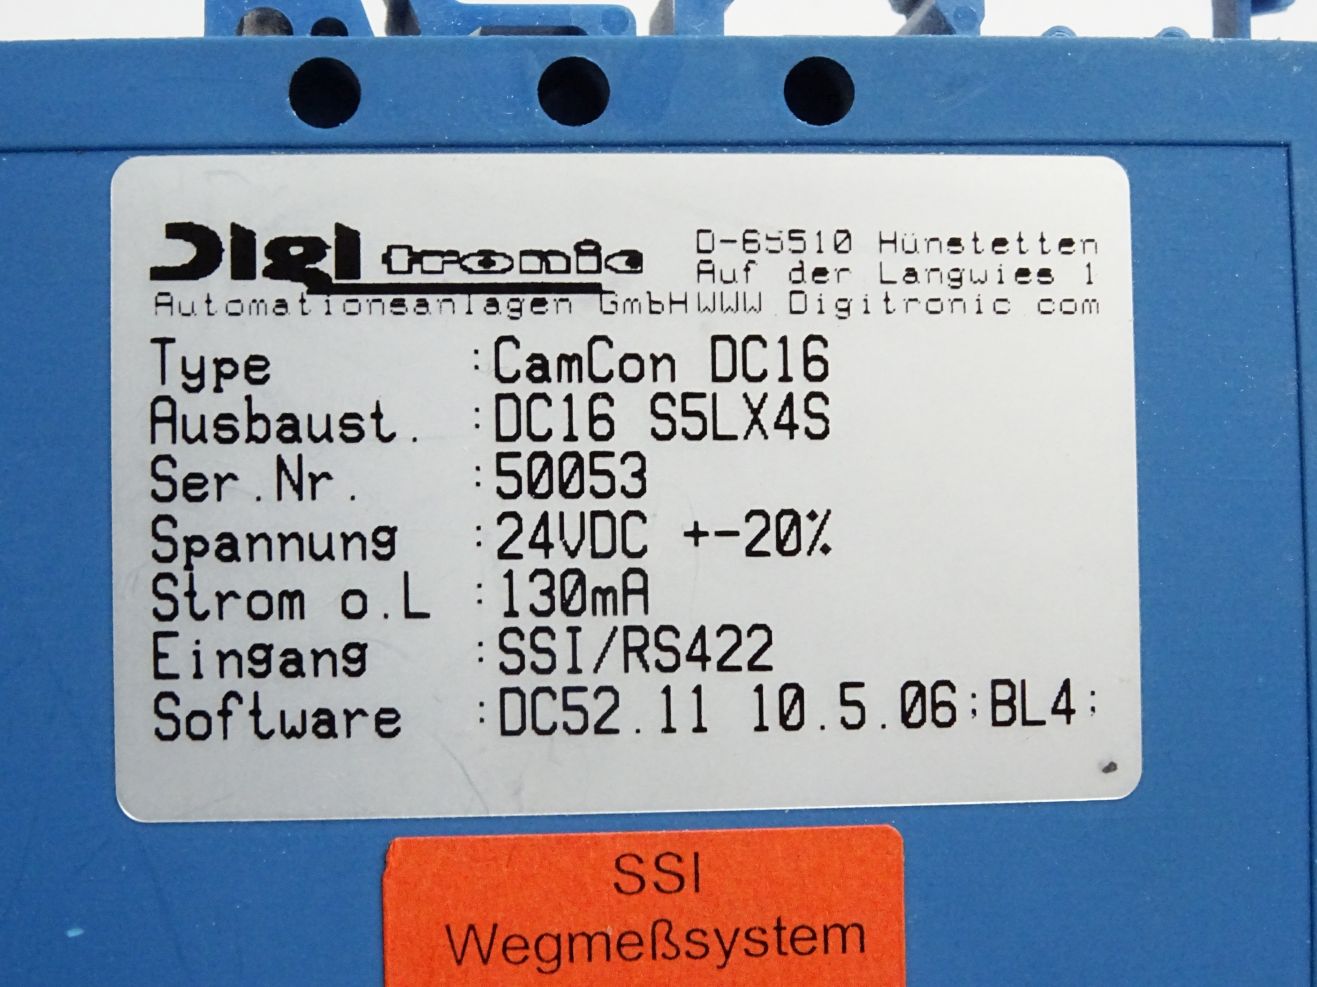 Digitronic D-65510 Hünstetten
Auf der Langwies 1
Automationsanlagen GmbH WWW.Digitronic.com
Type :CamCon DC16
Ausbaust. :DC16 S5LX4S
Ser.Nr. :50053
Spannung :24VDC +-20%
Strom o.L :130mA
Eingang :SSI/RS422
Software :DC52.11 10.5.06;BL4;
SSI
Wegmeßsystem